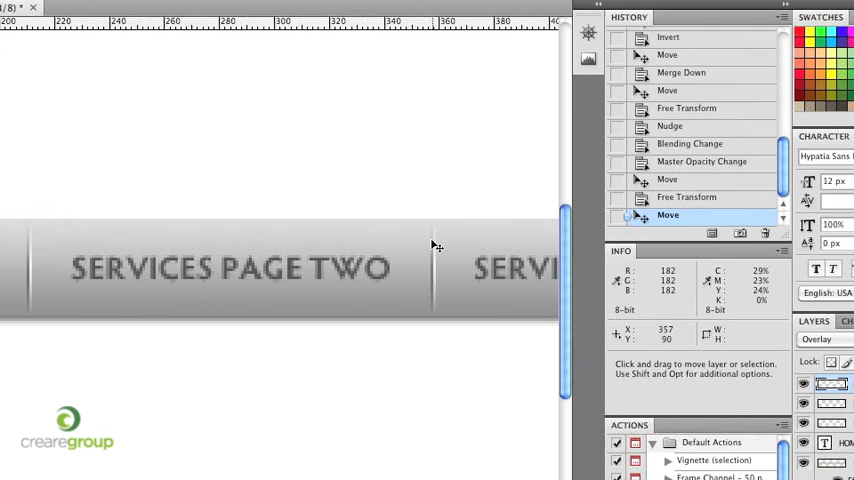 /8) *
200 220 240 260 280 300 320 340 360
HISTORY
Invert
Move
Merge Down
Move
Free Transform
Nudge
Blending Change
Master Opacity Change
Move
Free Transform
Move
SWATCHES
CHARACTER
Hypatia Sans
12 px
100%
0 px
T T
English: USA
SERVICES PAGE TWO SERVI
INFO
R: 182 C: 29%
G: 182 M: 23%
B: 182 Y: 24%
K: 0%
8-bit 8-bit
X: 357 W:
Y: 90 H:
Click and drag to move layer or selection.
Use Shift and Opt for additional options.
LAYERS CH
Overlay
Lock:
T HOM
ACTIONS
Default Actions
Vignette (selection)
Frame Channel - 50 p
crearegroup